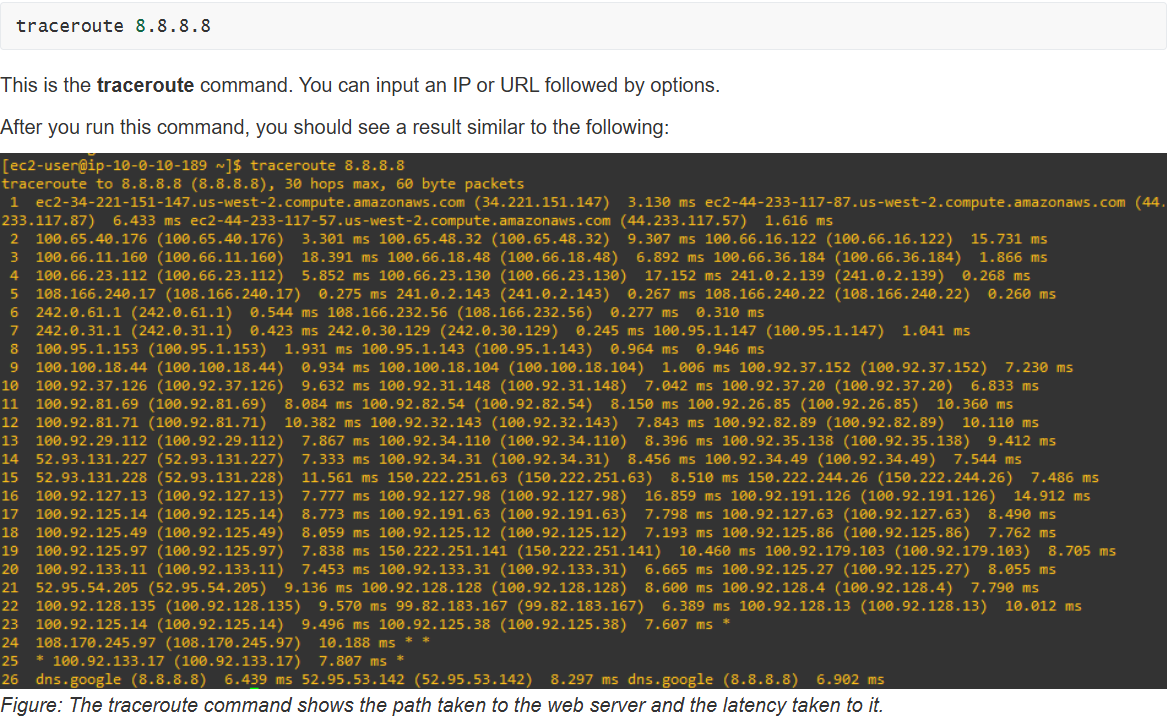 traceroute 8.8.8.8
This is the traceroute command. You can input an IP or URL followed by options.
After you run this command, you should see a result similar to the following:
[ec2-user@ip-10-0-10-189 ~]$ traceroute 8.8.8.8
traceroute to 8.8.8.8 (8.8.8.8), 30 hops max, 60 byte packets
1 ec2-34-221-151-147.us-west-2.compute.amazonaws.com (34.221.151.147) 3.130 ms ec2-44-233-117-87.us-west-2.compute.amazonaws.com (44.
233.117.87) 6.433 ms ec2-44-233-117-57.us-west-2.compute.amazonaws.com (44.233.117.57) 1.616 ms
2 100.65.40.176 (100.65.40.176) 3.301 ms 100.65.48.32 (100.65.48.32) 9.307 ms 100.66.16.122 (100.66.16.122) 15.731 ms
3 100.66.11.160 (100.66.11.160) 18.391 ms 100.66.18.48 (100.66.18.48) 6.892 ms 100.66.36.184 (100.66.36.184) 1.866 ms
4 100.66.23.112 (100.66.23.112) 5.852 ms 100.66.23.130 (100.66.23.130) 17.152 ms 241.0.2.139 (241.0.2.139) 0.268 ms
5 108.166.240.17 (108.166.240.17) 0.275 ms 241.0.2.143 (241.0.2.143) 0.267 ms 108.166.240.22 (108.166.240.22) 0.260 ms
6 242.0.61.1 (242.0.61.1) 0.544 ms 108.166.232.56 (108.166.232.56) 0.277 ms 0.310 ms
7 242.0.31.1 (242.0.31.1) 0.423 ms 242.0.30.129 (242.0.30.129) 0.245 ms 100.95.1.147 (100.95.1.147) 1.041 ms
8 100.95.1.153 (100.95.1.153) 1.931 ms 100.95.1.143 (100.95.1.143) 0.964 ms 0.946 ms
9 100.100.18.44 (100.100.18.44) 0.934 ms 100.100.18.104 (100.100.18.104) 1.006 ms 100.92.37.152 (100.92.37.152) 7.230 ms
10 100.92.37.126 (100.92.37.126) 9.632 ms 100.92.31.148 (100.92.31.148) 7.042 ms 100.92.37.20 (100.92.37.20) 6.833 ms
11 100.92.81.69 (100.92.81.69) 8.084 ms 100.92.82.54 (100.92.82.54) 8.150 ms 100.92.26.85 (100.92.26.85) 10.360 ms
12 100.92.81.71 (100.92.81.71) 10.382 ms 100.92.32.143 (100.92.32.143) 7.843 ms 100.92.82.89 (100.92.82.89) 10.110 ms
13 100.92.29.112 (100.92.29.112) 7.867 ms 100.92.34.110 (100.92.34.110) 8.396 ms 100.92.35.138 (100.92.35.138) 9.412 ms
14 52.93.131.227 (52.93.131.227) 7.333 ms 100.92.34.31 (100.92.34.31) 8.456 ms 100.92.34.49 (100.92.34.49) 7.544 ms
15 52.93.131.228 (52.93.131.228) 11.561 ms 150.222.251.63 (150.222.251.63) 8.510 ms 150.222.244.26 (150.222.244.26) 7.486 ms
16 100.92.127.13 (100.92.127.13) 7.777 ms 100.92.127.98 (100.92.127.98) 16.859 ms 100.92.191.126 (100.92.191.126) 14.912 ms
17 100.92.125.14 (100.92.125.14) 8.773 ms 100.92.191.63 (100.92.191.63) 7.798 ms 100.92.127.63 (100.92.127.63) 8.490 ms
18 100.92.125.49 (100.92.125.49) 8.059 ms 100.92.125.12 (100.92.125.12) 7.193 ms 100.92.125.86 (100.92.125.86) 7.762 ms
19 100.92.125.97 (100.92.125.97) 7.838 ms 150.222.251.141 (150.222.251.141) 10.460 ms 100.92.179.103 (100.92.179.103) 8.705 ms
20 100.92.133.11 (100.92.133.11) 7.453 ms 100.92.133.31 (100.92.133.31) 6.665 ms 100.92.125.27 (100.92.125.27) 8.055 ms
21 52.95.54.205 (52.95.54.205) 9.136 ms 100.92.128.128 (100.92.128.128) 8.600 ms 100.92.128.4 (100.92.128.4) 7.790 ms
22 100.92.128.135 (100.92.128.135) 9.570 ms 99.82.183.167 (99.82.183.167) 6.389 ms 100.92.128.13 (100.92.128.13) 10.012 ms
23 100.92.125.14 (100.92.125.14) 9.496 ms 100.92.125.38 (100.92.125.38) 7.607 ms *
24 108.170.245.97 (108.170.245.97) 10.188 ms * *
25 * 100.92.133.17 (100.92.133.17) 7.807 ms *
26 dns.google (8.8.8.8) 6.439 ms 52.95.53.142 (52.95.53.142) 8.297 ms dns.google (8.8.8.8) 6.902 ms
Figure: The traceroute command shows the path taken to the web server and the latency taken to it.